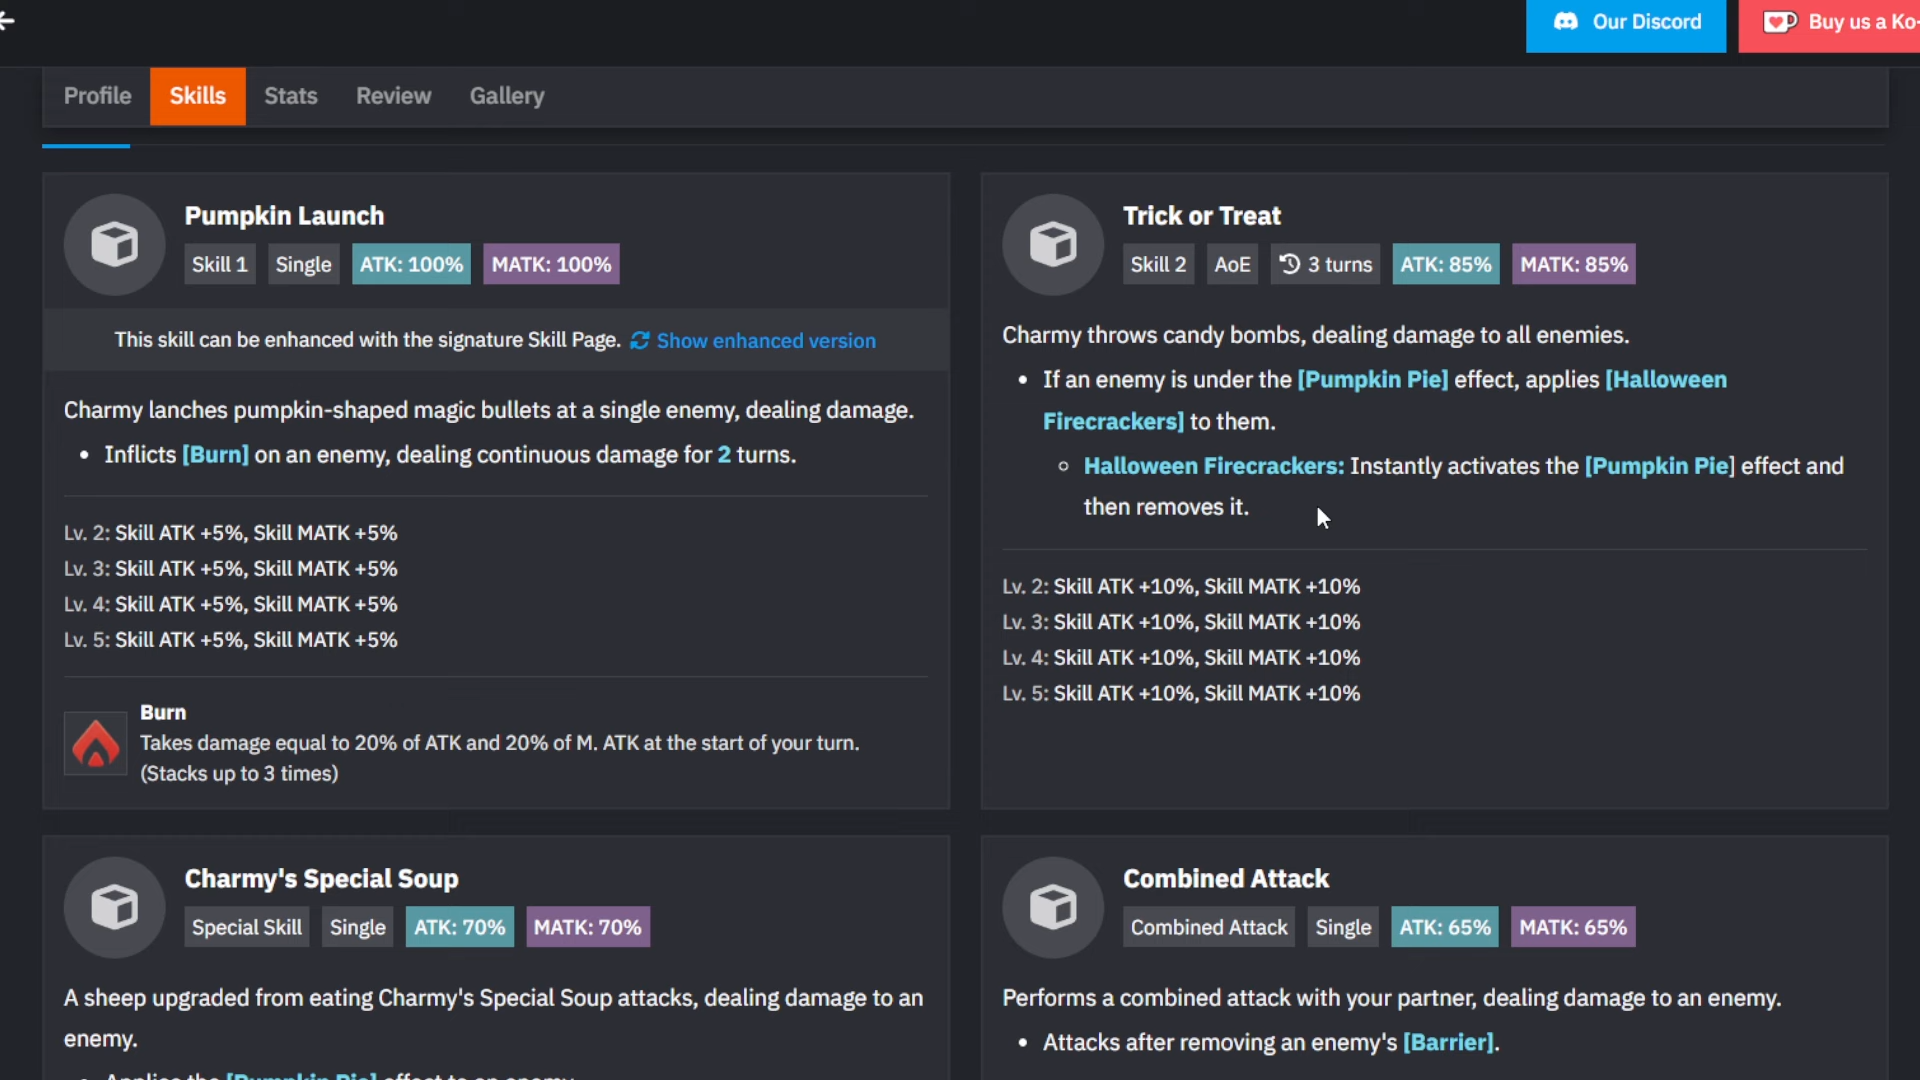 Our Discord
Buy us a Ko-
Profile
Skills
Stats
Review
Gallery
Pumpkin Launch
Skill 1
Single
ATK: 100%
MATK: 100%
This skill can be enhanced with the signature Skill Page. Show enhanced version
Charmy lanches pumpkin-shaped magic bullets at a single enemy, dealing damage.
• Inflicts [Burn] on an enemy, dealing continuous damage for 2 turns.
Lv. 2: Skill ATK +5%, Skill MATK +5%
Lv. 3: Skill ATK +5%, Skill MATK +5%
Lv. 4: Skill ATK +5%, Skill MATK +5%
Lv. 5: Skill ATK +5%, Skill MATK +5%
Burn
Takes damage equal to 20% of ATK and 20% of M. ATK at the start of your turn.
(Stacks up to 3 times)
Trick or Treat
Skill 2
AoE
3 turns
ATK: 85%
MATK: 85%
Charmy throws candy bombs, dealing damage to all enemies.
• If an enemy is under the [Pumpkin Pie] effect, applies [Halloween
Firecrackers] to them.
Halloween Firecrackers: Instantly activates the [Pumpkin Pie] effect and
then removes it.
Lv. 2: Skill ATK +10%, Skill MATK +10%
Lv. 3: Skill ATK +10%, Skill MATK +10%
Lv. 4: Skill ATK +10%, Skill MATK +10%
Lv. 5: Skill ATK +10%, Skill MATK +10%
Charmy's Special Soup
Special Skill
Single
ATK: 70%
MATK: 70%
A sheep upgraded from eating Charmy's Special Soup attacks, dealing damage to an
enemy.
• Applies the [Pumpkin Pie] effect to an enemy
Combined Attack
Combined Attack
Single
ATK: 65%
MATK: 65%
Performs a combined attack with your partner, dealing damage to an enemy.
• Attacks after removing an enemy's [Barrier].